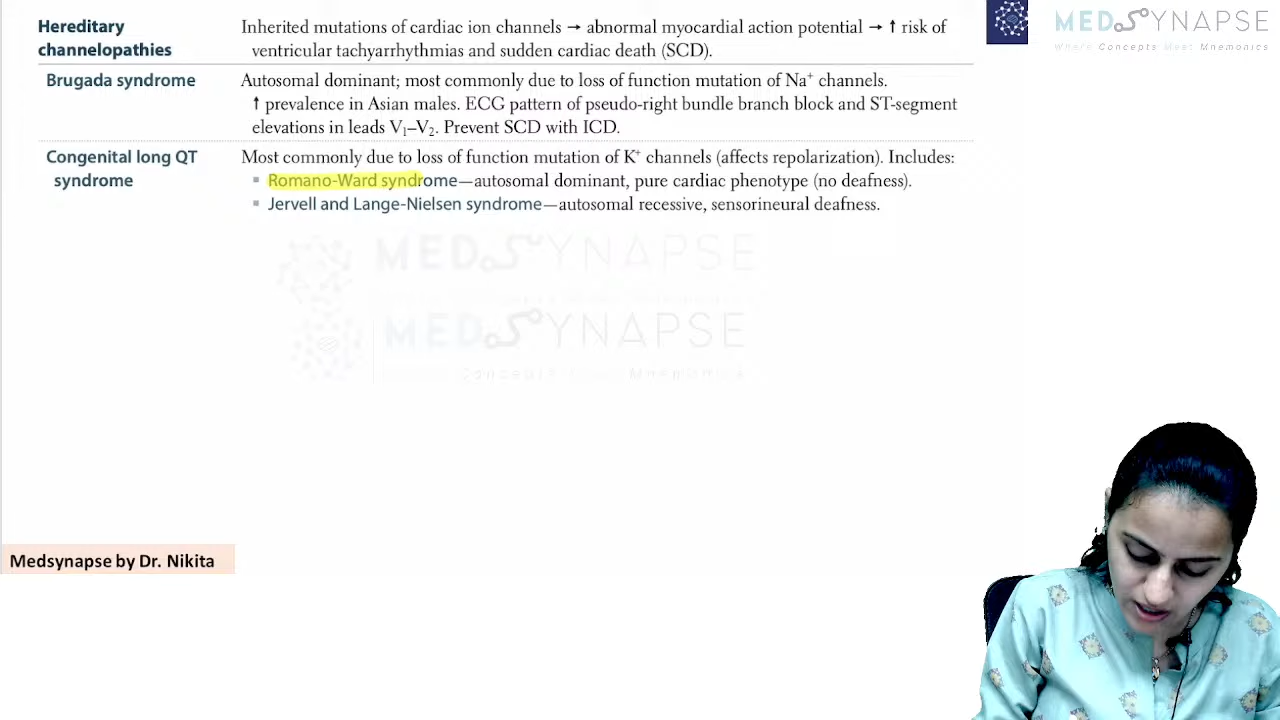 Hereditary
channelopathies
Inherited mutations of cardiac ion channels → abnormal myocardial action potential → ↑ risk of
ventricular tachyarrhythmias and sudden cardiac death (SCD).
Brugada syndrome
Autosomal dominant; most commonly due to loss of function mutation of Na⁺ channels.
↑ prevalence in Asian males. ECG pattern of pseudo-right bundle branch block and ST-segment
elevations in leads V₁–V₂. Prevent SCD with ICD.
Congenital long QT
syndrome
Most commonly due to loss of function mutation of K⁺ channels (affects repolarization). Includes:
▪ Romano-Ward syndrome—autosomal dominant, pure cardiac phenotype (no deafness).
▪ Jervell and Lange-Nielsen syndrome—autosomal recessive, sensorineural deafness.
MEDSYNAPSE
Where Concepts Meet Mnemonics
MEDSYNAPSE
MEDSYNAPSE
Concepts Mnemonics
Medsynapse by Dr. Nikita